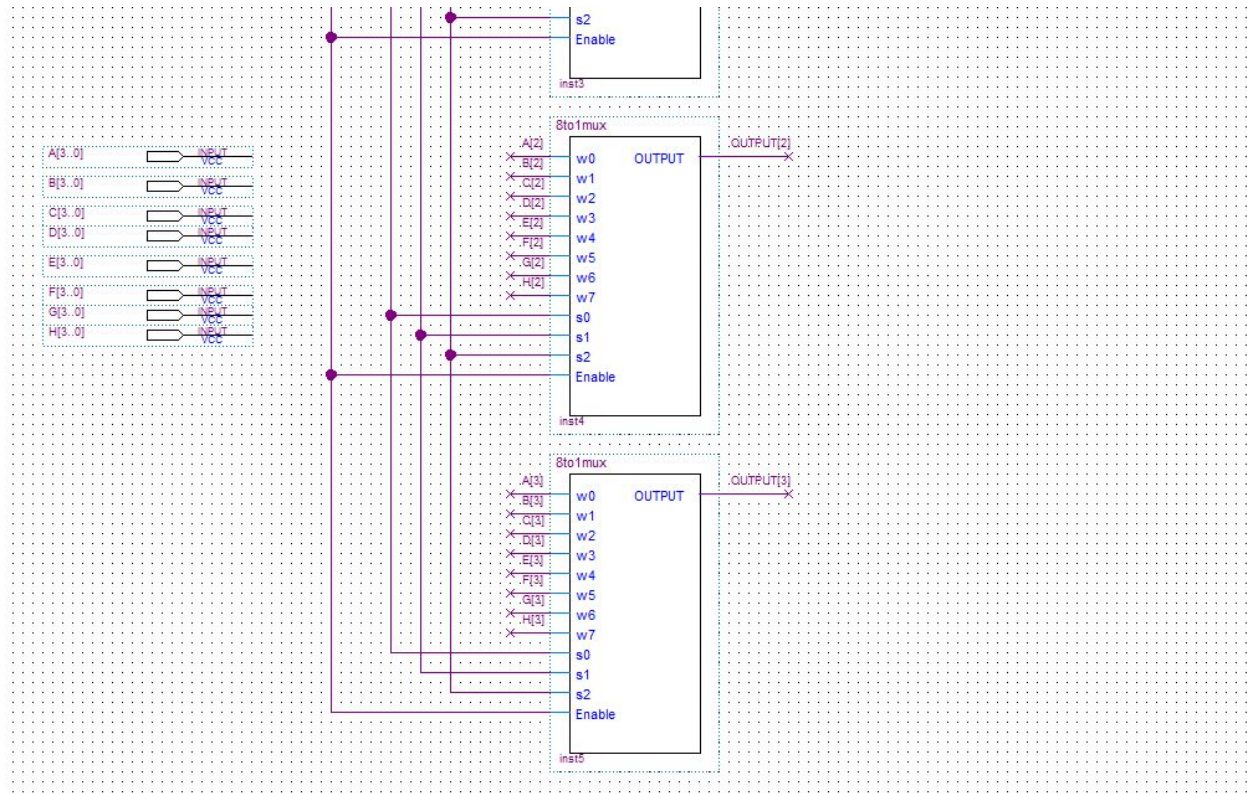 s2
Enable
inst3
A[3..0] INPUT VCC
B[3..0] INPUT VCC
C[3..0] INPUT VCC
D[3..0] INPUT VCC
E[3..0] INPUT VCC
F[3..0] INPUT VCC
G[3..0] INPUT VCC
H[3..0] INPUT VCC
8to1mux
A[2] w0 OUTPUT OUTPUT[2]
B[2] w1
C[2] w2
D[2] w3
E[2] w4
F[2] w5
G[2] w6
H[2] w7
s0
s1
s2
Enable
inst4
8to1mux
A[3] w0 OUTPUT OUTPUT[3]
B[3] w1
C[3] w2
D[3] w3
E[3] w4
F[3] w5
G[3] w6
H[3] w7
s0
s1
s2
Enable
inst5